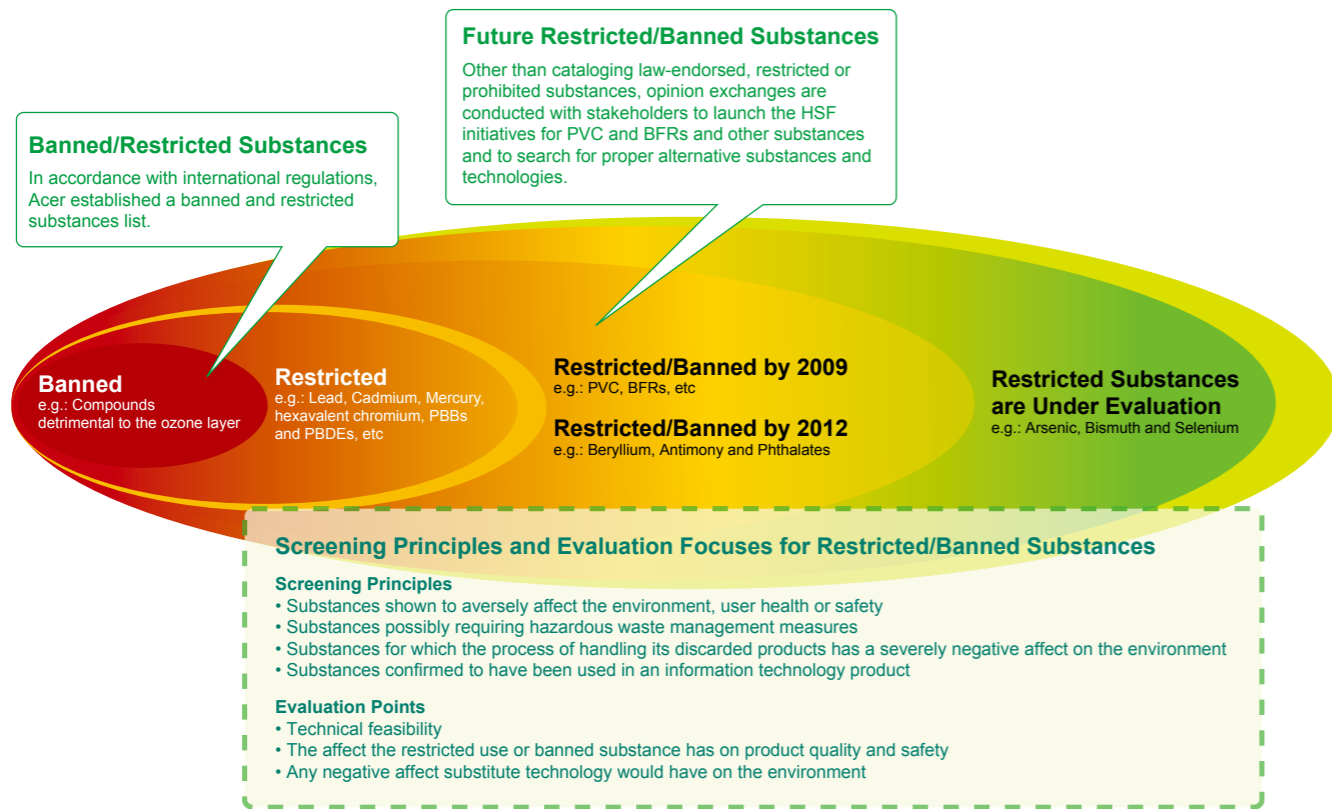 Future Restricted/Banned Substances
Other than cataloging law-endorsed, restricted or
prohibited substances, opinion exchanges are
conducted with stakeholders to launch the HSF
initiatives for PVC and BFRs and other substances
and to search for proper alternative substances and
technologies.
Banned/Restricted Substances
In accordance with international regulations,
Acer established a banned and restricted
substances list.
Banned
e.g.: Compounds
detrimental to the ozone layer
Restricted
e.g.: Lead, Cadmium, Mercury,
hexavalent chromium, PBBs
and PBDEs, etc
Restricted/Banned by 2009
e.g.: PVC, BFRs, etc
Restricted/Banned by 2012
e.g.: Beryllium, Antimony and Phthalates
Restricted Substances
are Under Evaluation
e.g.: Arsenic, Bismuth and Selenium
Screening Principles and Evaluation Focuses for Restricted/Banned Substances
Screening Principles
• Substances shown to aversely affect the environment, user health or safety
• Substances possibly requiring hazardous waste management measures
• Substances for which the process of handling its discarded products has a severely negative affect on the environment
• Substances confirmed to have been used in an information technology product
Evaluation Points
• Technical feasibility
• The affect the restricted use or banned substance has on product quality and safety
• Any negative affect substitute technology would have on the environment